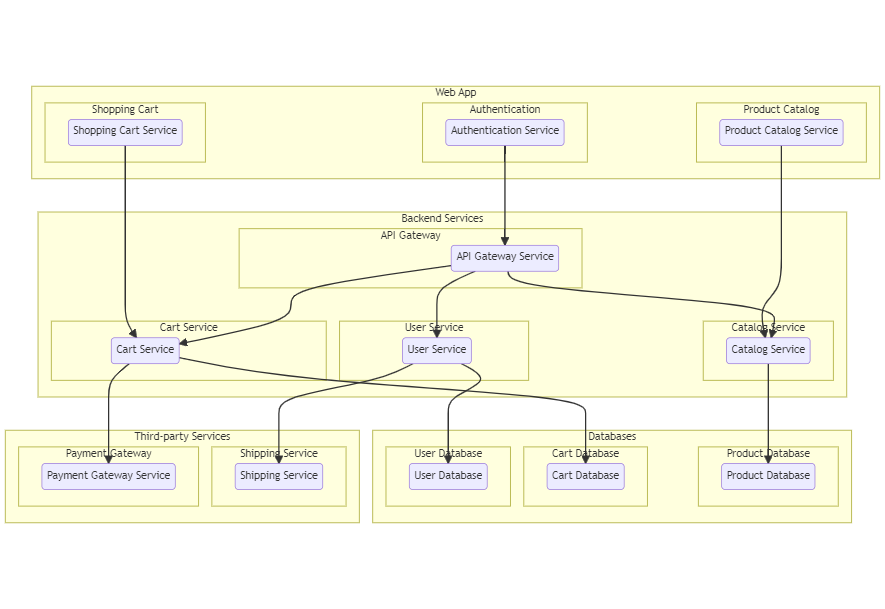 Web App
Shopping Cart
Authentication
Product Catalog
Shopping Cart Service
Authentication Service
Product Catalog Service
Backend Services
API Gateway
API Gateway Service
Cart Service
User Service
Catalog Service
Cart Service
User Service
Catalog Service
Third-party Services
Databases
Payment Gateway
Shipping Service
User Database
Cart Database
Product Database
Payment Gateway Service
Shipping Service
User Database
Cart Database
Product Database